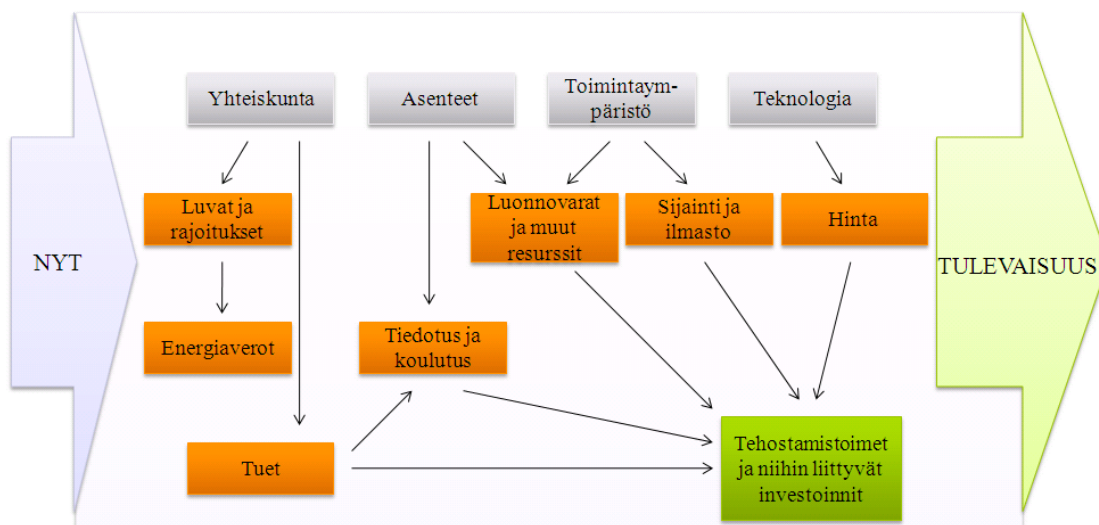 Yhteiskunta
Asenteet
Toimintaym-
päristö
Teknologia
Luvat ja
rajoitukset
Luonnovarat
ja muut
resurssit
Sijainti ja
ilmasto
Hinta
NYT
TULEVAISUUS
Energiaverot
Tiedotus ja
koulutus
Tuet
Tehostamistoimet
ja niihin liittyvät
investoinnit